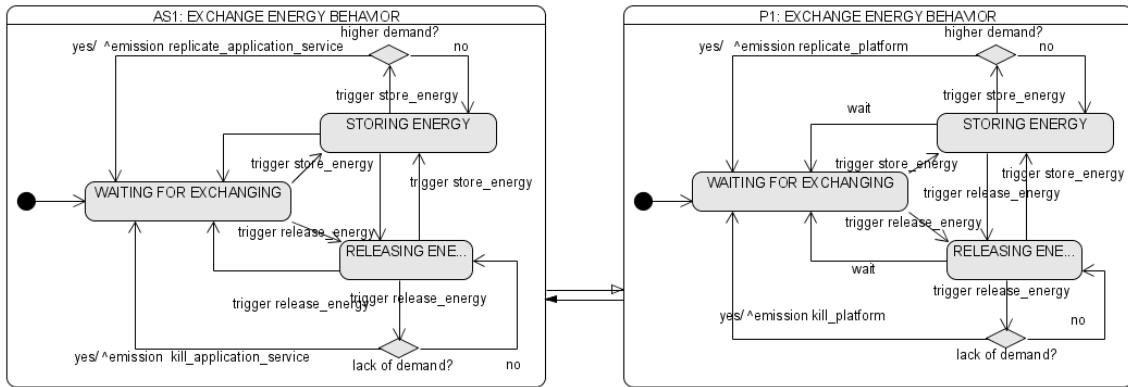 AS1: EXCHANGE ENERGY BEHAVIOR
higher demand?
yes/ ^emission replicate_application_service
no
trigger store_energy
STORING ENERGY
trigger store_energy
WAITING FOR EXCHANGING
trigger store_energy
trigger release_energy
RELEASING ENE...
trigger release_energy
trigger release_energy
yes/ ^emission kill_application_service
lack of demand?
no
P1: EXCHANGE ENERGY BEHAVIOR
higher demand?
yes/ ^emission replicate_platform
no
trigger store_energy
wait
STORING ENERGY
trigger store_energy
trigger store_energy
WAITING FOR EXCHANGING
trigger release_energy
trigger release_energy
RELEASING ENE...
wait
trigger release_energy
yes/ ^emission kill_platform
no
lack of demand?